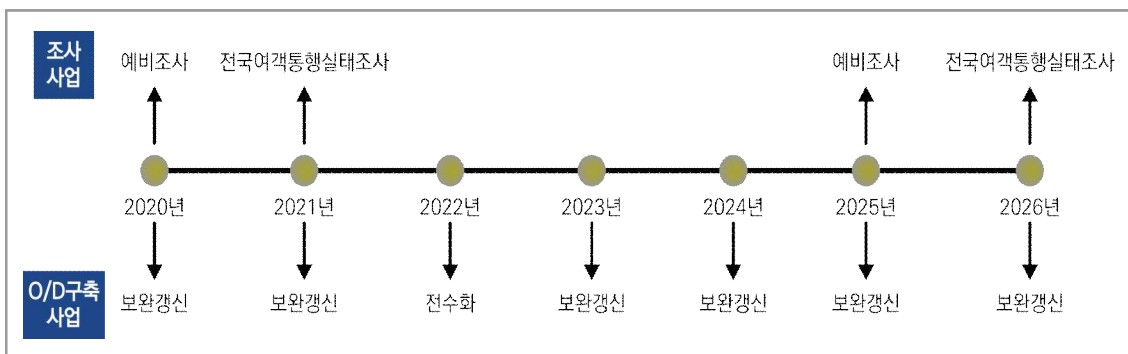 조사
사업
예비조사 전국여객통행실태조사 예비조사 전국여객통행실태조사
2020년 2021년 2022년 2023년 2024년 2025년 2026년
O/D구축
사업
보완갱신 보완갱신 전수화 보완갱신 보완갱신 보완갱신 보완갱신